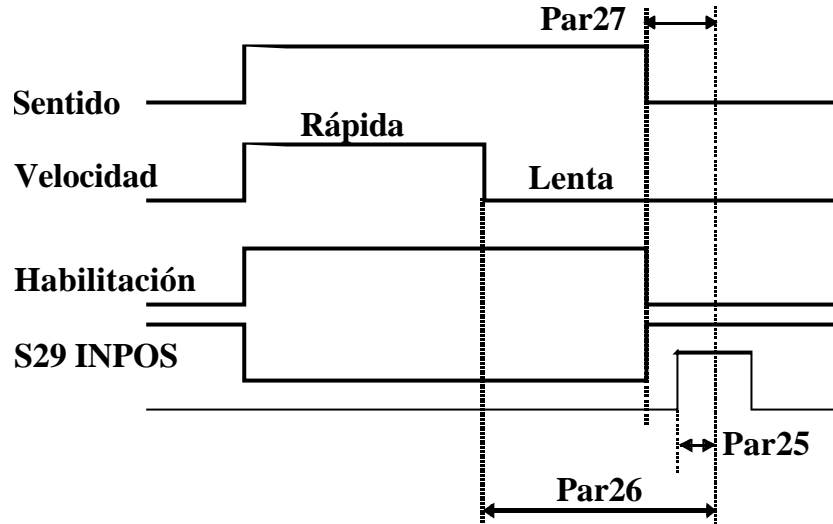 Par27
Sentido
Rápida
Velocidad
Lenta
Habilitación
S29 INPOS
Par25
Par26